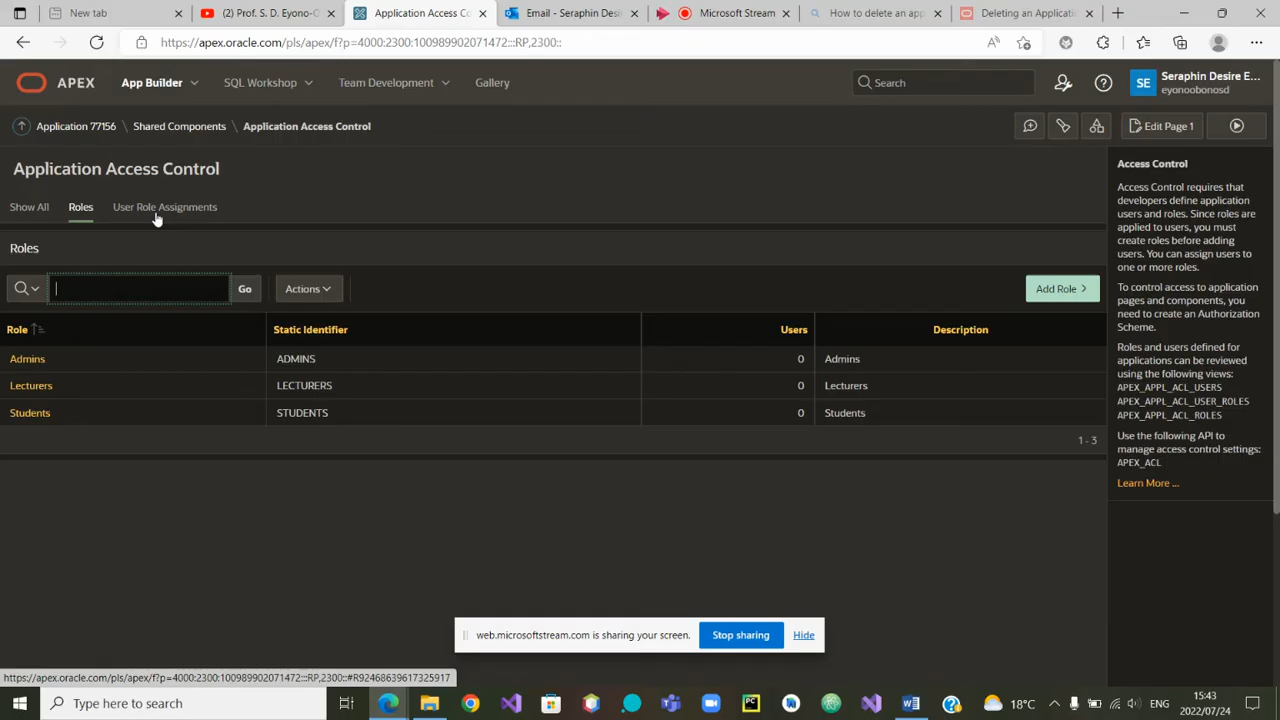 New tab
(2) Prof. S. D. Eyono-O
Application Access Co
Email - Seraphin Desire E
Microsoft Stream
How to delete an app
Deleting an Applicati
https://apex.oracle.com/pls/apex/f?p=4000:2300:100989902071472:::RP,2300::
APEX
App Builder
SQL Workshop
Team Development
Gallery
Search
SE
Seraphin Desire E...
eyonoobonosd
Application 77156 \ Shared Components \ Application Access Control
Edit Page 1
Application Access Control
Show All
Roles
User Role Assignments
Roles
Go
Actions
Add Role
Role
Static Identifier
Users
Description
Admins
ADMINS
0
Admins
Lecturers
LECTURERS
0
Lecturers
Students
STUDENTS
0
Students
1 - 3
Access Control
Access Control requires that
developers define application
users and roles. Since roles are
applied to users, you must
create roles before adding
users. You can assign users to
one or more roles.
To control access to application
pages and components, you
need to create an Authorization
Scheme.
Roles and users defined for
applications can be reviewed
using the following views:
APEX_APPL_ACL_USERS
APEX_APPL_ACL_USER_ROLES
APEX_APPL_ACL_ROLES
Use the following API to
manage access control settings:
APEX_ACL
Learn More ...
web.microsoftstream.com is sharing your screen.
Stop sharing
Hide
https://apex.oracle.com/pls/apex/f?p=4000:2300:100989902071472:::RP,2300::#R92468639617325917
Type here to search
PC
18°C
ENG
15:43
2022/07/24